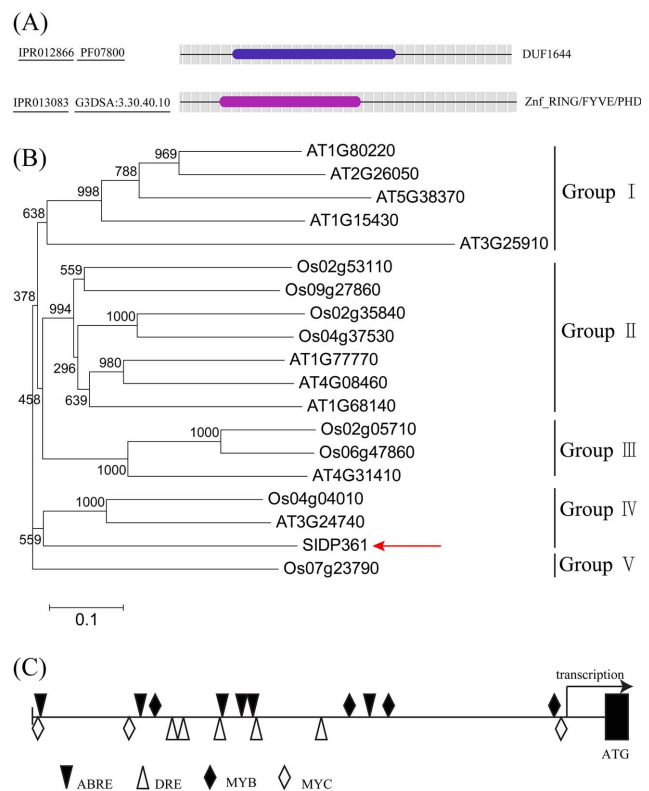 (A)
IPR012866 PF07800 DUF1644
IPR013083 G3DSA:3.30.40.10 Znf_RING/FYVE/PHD
(B)
AT1G80220
969
AT2G26050
788
AT5G38370
998
AT1G15430
638
AT3G25910
Group Ⅰ
Os02g53110
559
Os09g27860
378
994
Os02g35840
1000
Os04g37530
Group Ⅱ
AT1G77770
296
980
AT4G08460
458
639
AT1G68140
Os02g05710
1000
Os06g47860
Group Ⅲ
1000
AT4G31410
Os04g04010
1000
AT3G24740
Group Ⅳ
559
SIDP361
Os07g23790
Group Ⅴ
0.1
(C)
transcription
ATG
ABRE DRE MYB MYC